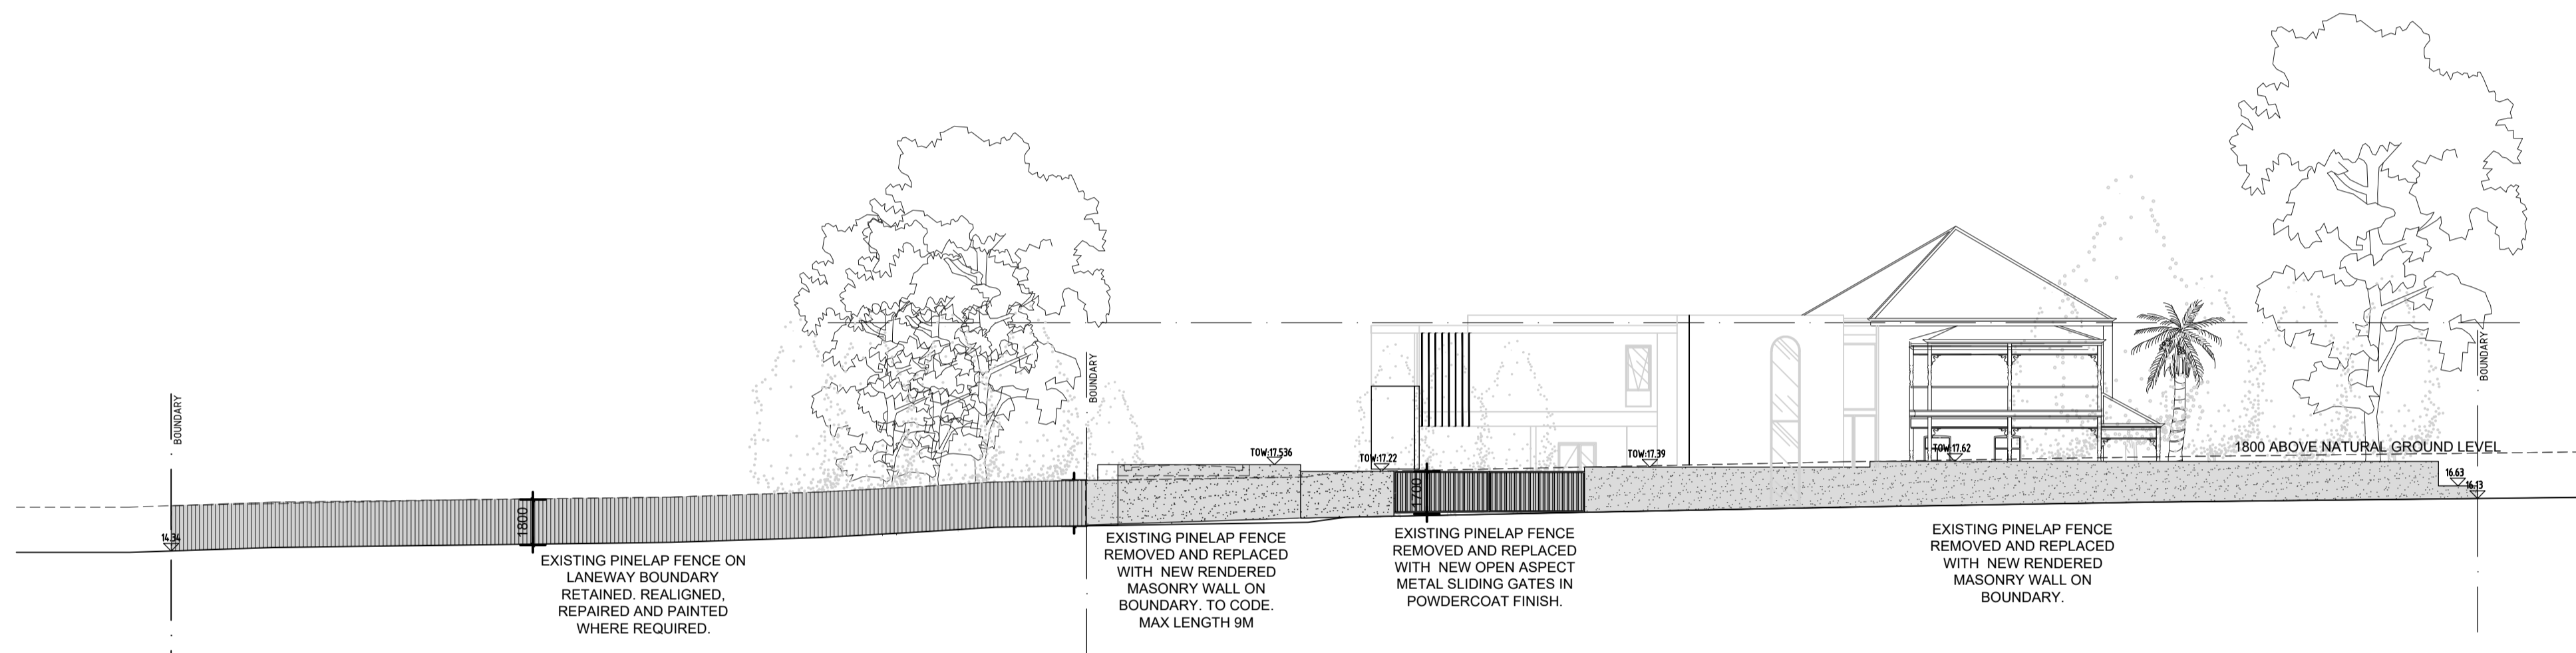 BOUNDARY
BOUNDARY
BOUNDARY
TOW:17.536
TOW:17.22
TOW:17.39
TOW:17.62
1800 ABOVE NATURAL GROUND LEVEL
16.63
16.13
14.34
1800
1700
EXISTING PINELAP FENCE ON
LANEWAY BOUNDARY
RETAINED. REALIGNED,
REPAIRED AND PAINTED
WHERE REQUIRED.
EXISTING PINELAP FENCE
REMOVED AND REPLACED
WITH NEW RENDERED
MASONRY WALL ON
BOUNDARY. TO CODE.
MAX LENGTH 9M
EXISTING PINELAP FENCE
REMOVED AND REPLACED
WITH NEW OPEN ASPECT
METAL SLIDING GATES IN
POWDERCOAT FINISH.
EXISTING PINELAP FENCE
REMOVED AND REPLACED
WITH NEW RENDERED
MASONRY WALL ON
BOUNDARY.